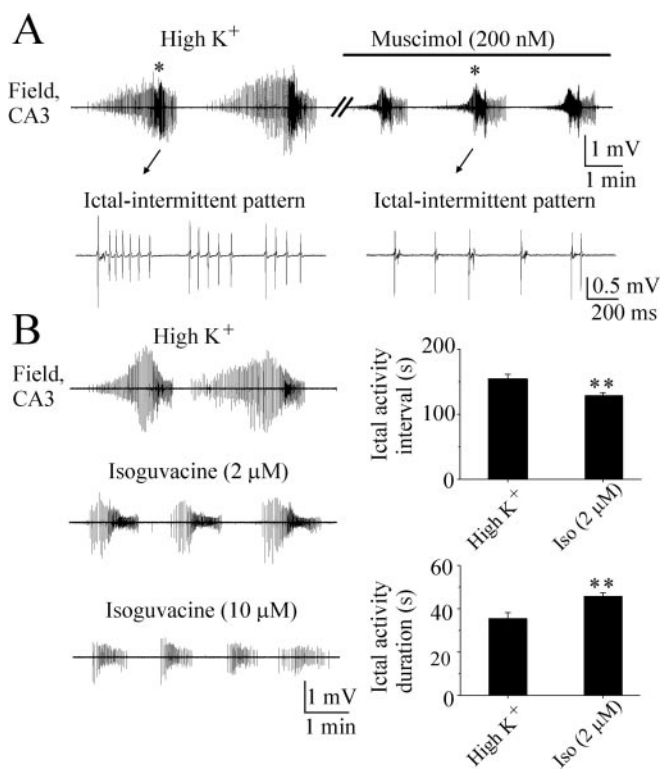 A
High K⁺
Muscimol (200 nM)
*
*
Field,
CA3
1 mV
1 min
Ictal-intermittent pattern
Ictal-intermittent pattern
0.5 mV
200 ms
B
High K⁺
Field,
CA3
Isoguvacine (2 μM)
Isoguvacine (10 μM)
1 mV
1 min
Ictal activity
interval (s)
200
100
0
**
High K⁺
Iso (2 μM)
Ictal activity
duration (s)
60
40
20
0
**
High K⁺
Iso (2 μM)